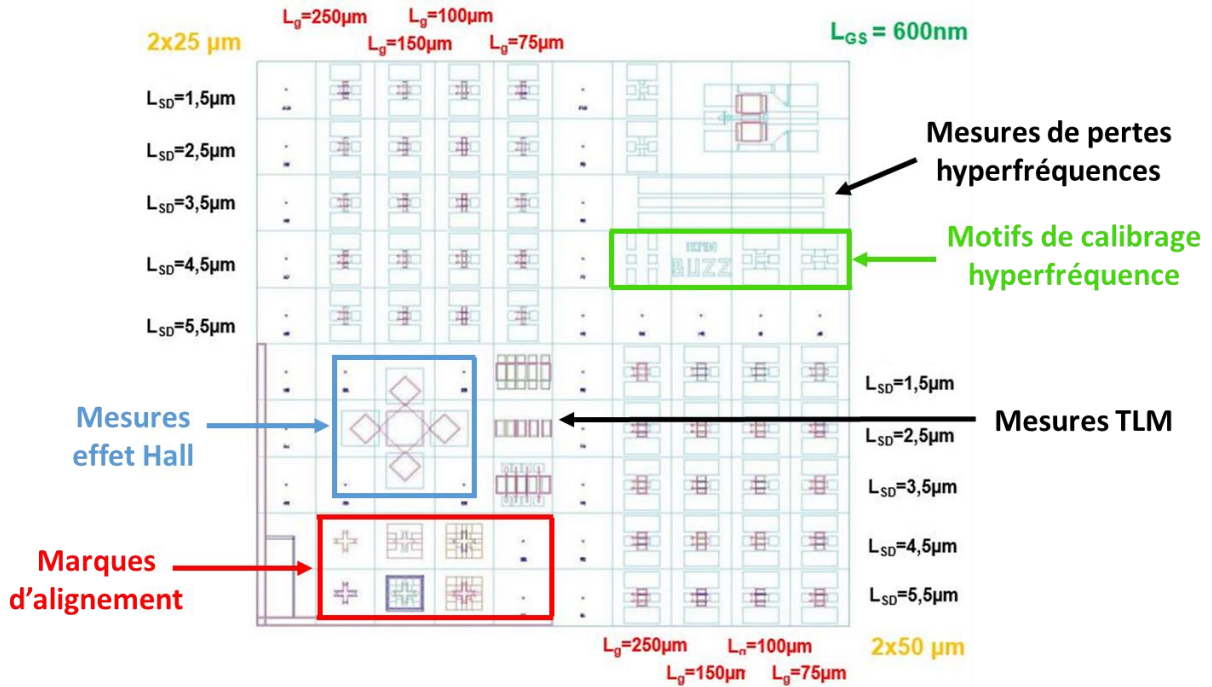 L_g=250µm
L_g=100µm
2x25 µm
L_g=150µm
L_g=75µm
L_GS = 600nm
L_SD=1,5µm
L_SD=2,5µm
L_SD=3,5µm
L_SD=4,5µm
L_SD=5,5µm
Mesures de pertes
hyperfréquences
Motifs de calibrage
hyperfréquence
BUZZ
Mesures
effet Hall
Mesures TLM
Marques
d'alignement
L_SD=1,5µm
L_SD=2,5µm
L_SD=3,5µm
L_SD=4,5µm
L_SD=5,5µm
L_g=250µm
L_g=100µm
2x50 µm
L_g=150µm
L_g=75µm